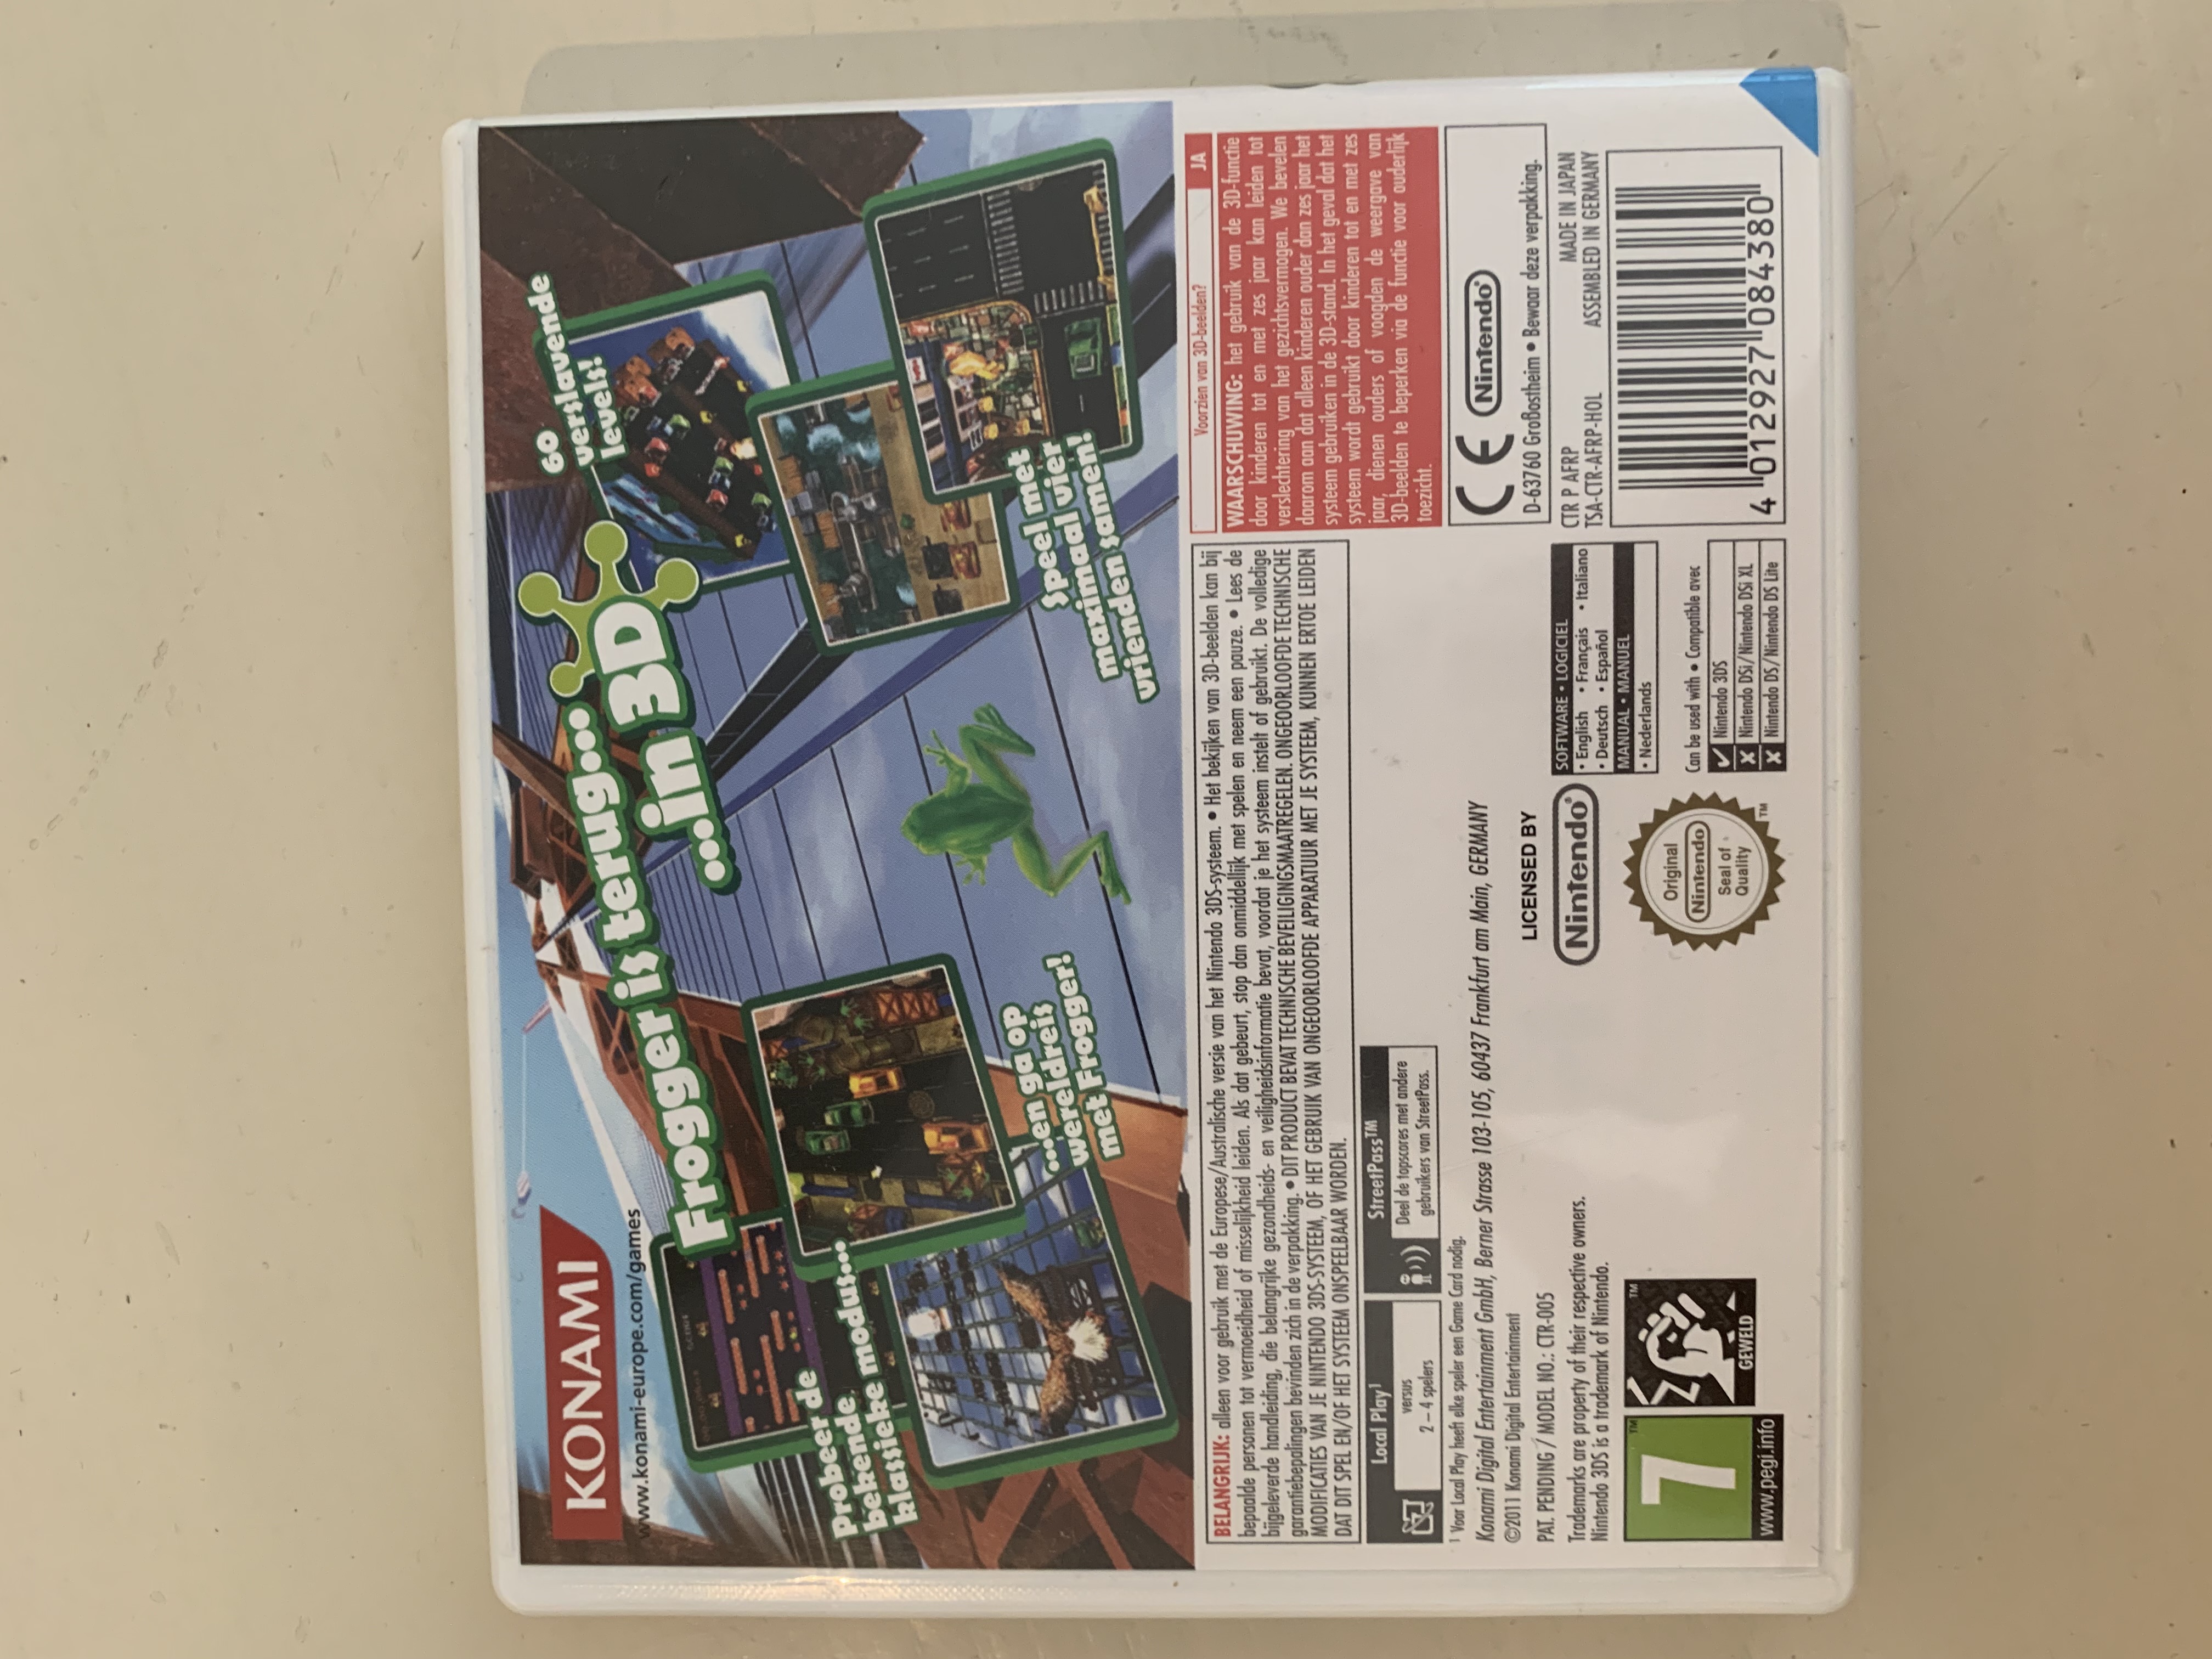 KONAMI
www.konami-europe.com/games
Frogger is terug...
...in 3D
60
verslavende
levels!
SCORE
Probeer de
bekende
klassieke modus...
...en ga op
wereldreis
met Frogger!
Speel met
maximaal vier
vrienden samen!
BELANGRIJK: alleen voor gebruik met de Europese/Australische versie van het Nintendo 3DS-systeem. • Het bekijken van 3D-beelden kan bij
bepaalde personen tot vermoeidheid of misselijkheid leiden. Als dat gebeurt, stop dan onmiddellijk met spelen en neem een pauze. • Lees de
bijgeleverde handleiding, die belangrijke gezondheids- en veiligheidsinformatie bevat, voordat je het systeem instelt of gebruikt. De volledige
garantiebepalingen bevinden zich in de verpakking. • DIT PRODUCT BEVAT TECHNISCHE BEVEILIGINGSMAATREGELEN. ONGEOORLOOFDE TECHNISCHE
MODIFICATIES VAN JE NINTENDO 3DS-SYSTEEM, OF HET GEBRUIK VAN ONGEOORLOOFDE APPARATUUR MET JE SYSTEEM, KUNNEN ERTOE LEIDEN
DAT DIT SPEL EN/OF HET SYSTEEM ONSPEELBAAR WORDEN.
Voorzien van 3D-beelden? JA
WAARSCHUWING: het gebruik van de 3D-functie
door kinderen tot en met zes jaar kan leiden tot
verslechtering van het gezichtsvermogen. We bevelen
daarom aan dat alleen kinderen ouder dan zes jaar het
systeem gebruiken in de 3D-stand. In het geval dat het
systeem wordt gebruikt door kinderen tot en met zes
jaar, dienen ouders of voogden de weergave van
3D-beelden te beperken via de functie voor ouderlijk
toezicht.
Local Play¹
versus
2 – 4 spelers
StreetPass™
Deel de topscores met andere
gebruikers van StreetPass.
¹ Voor Local Play heeft elke speler een Game Card nodig.
Konami Digital Entertainment GmbH, Berner Strasse 103-105, 60437 Frankfurt am Main, GERMANY
©2011 Konami Digital Entertainment
PAT. PENDING / MODEL NO.: CTR-005
Trademarks are property of their respective owners.
Nintendo 3DS is a trademark of Nintendo.
7™
www.pegi.info
™
GEWELD
LICENSED BY
Nintendo®
Original
Nintendo
Seal of
Quality
™
SOFTWARE • LOGICIEL
• English • Français • Italiano
• Deutsch • Español
MANUAL • MANUEL
• Nederlands
Can be used with • Compatible avec
Nintendo 3DS
Nintendo DSi/Nintendo DSi XL
Nintendo DS/Nintendo DS Lite
CE Nintendo®
D-63760 Großostheim • Bewaar deze verpakking.
CTR P AFRP MADE IN JAPAN
TSA-CTR-AFRP-HOL ASSEMBLED IN GERMANY
4 012927 084380